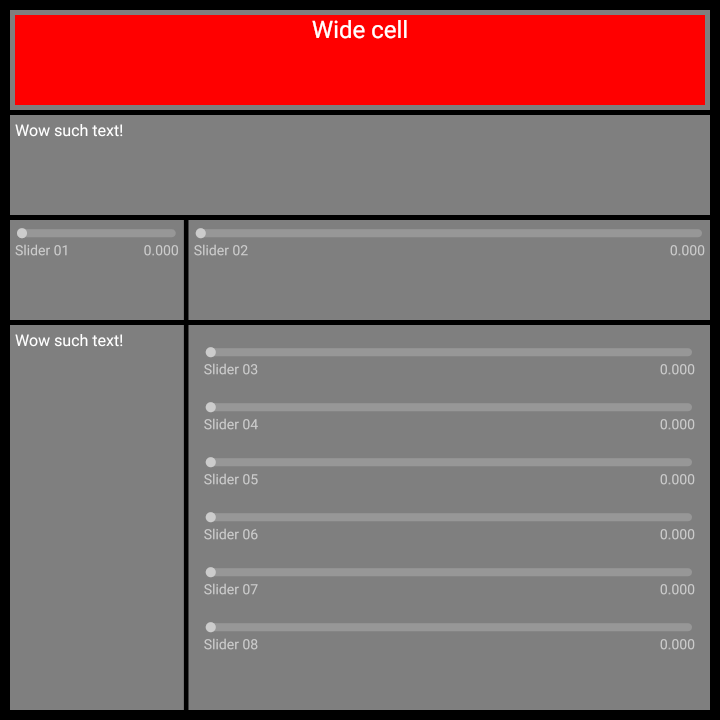 Wide cell
Wow such text!
Slider 01 0.000
Slider 02 0.000
Wow such text!
Slider 03 0.000
Slider 04 0.000
Slider 05 0.000
Slider 06 0.000
Slider 07 0.000
Slider 08 0.000